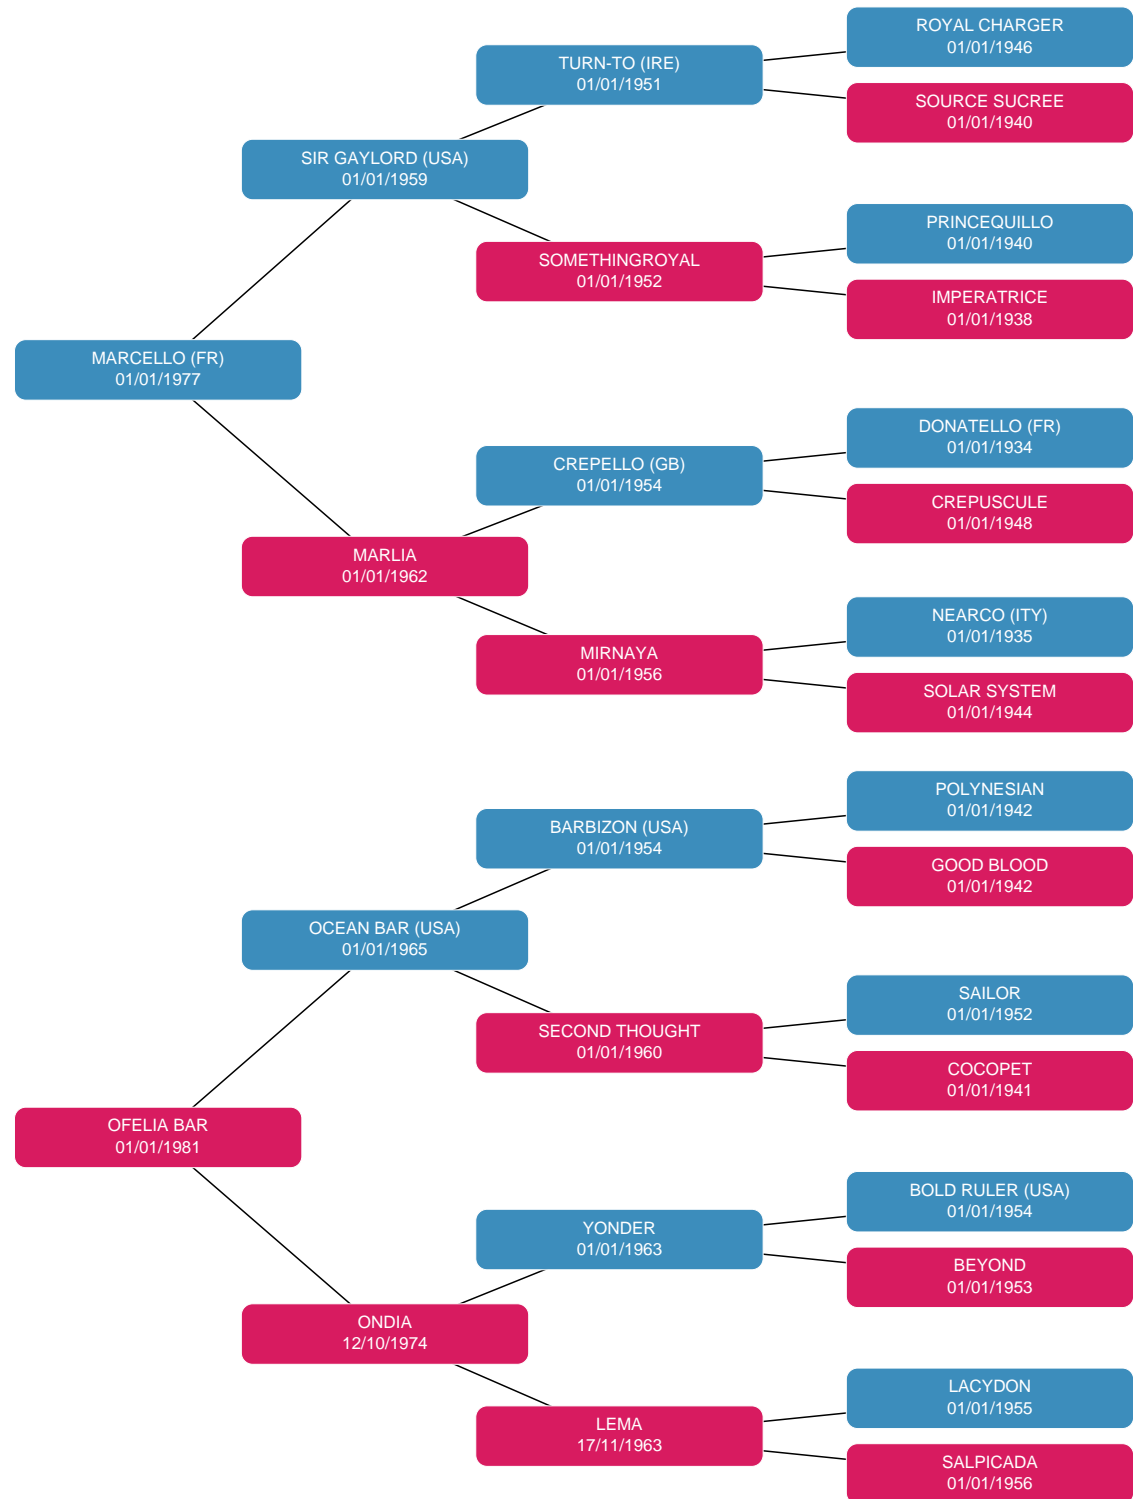 ROYAL CHARGER
01/01/1946
TURN-TO (IRE)
01/01/1951
SOURCE SUCREE
01/01/1940
SIR GAYLORD (USA)
01/01/1959
PRINCEQUILLO
01/01/1940
SOMETHINGROYAL
01/01/1952
IMPERATRICE
01/01/1938
MARCELLO (FR)
01/01/1977
DONATELLO (FR)
01/01/1934
CREPELLO (GB)
01/01/1954
CREPUSCULE
01/01/1948
MARLIA
01/01/1962
NEARCO (ITY)
01/01/1935
MIRNAYA
01/01/1956
SOLAR SYSTEM
01/01/1944
POLYNESIAN
01/01/1942
BARBIZON (USA)
01/01/1954
GOOD BLOOD
01/01/1942
OCEAN BAR (USA)
01/01/1965
SAILOR
01/01/1952
SECOND THOUGHT
01/01/1960
COCOPET
01/01/1941
OFELIA BAR
01/01/1981
BOLD RULER (USA)
01/01/1954
YONDER
01/01/1963
BEYOND
01/01/1953
ONDIA
12/10/1974
LACYDON
01/01/1955
LEMA
17/11/1963
SALPICADA
01/01/1956